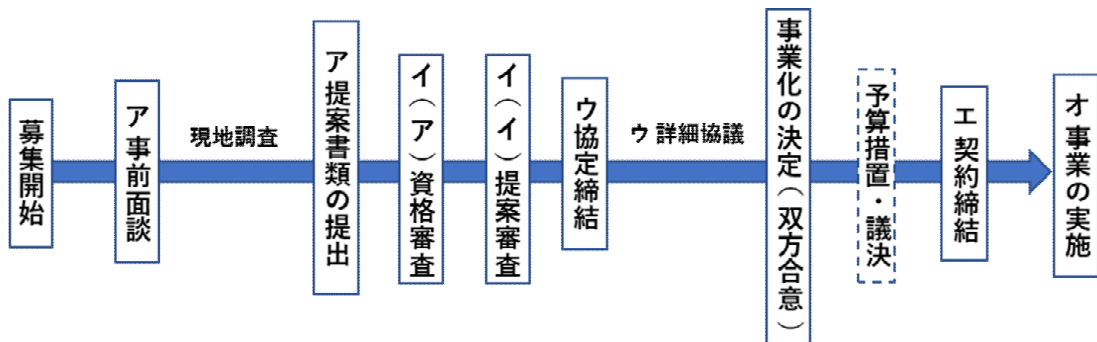 募集開始
ア 事前面談
現地調査
ア 提案書類の提出
イ（ア）資格審査
イ（イ）提案審査
ウ 協定締結
ウ 詳細協議
事業化の決定（双方合意）
予算措置・議決
エ 契約締結
オ 事業の実施